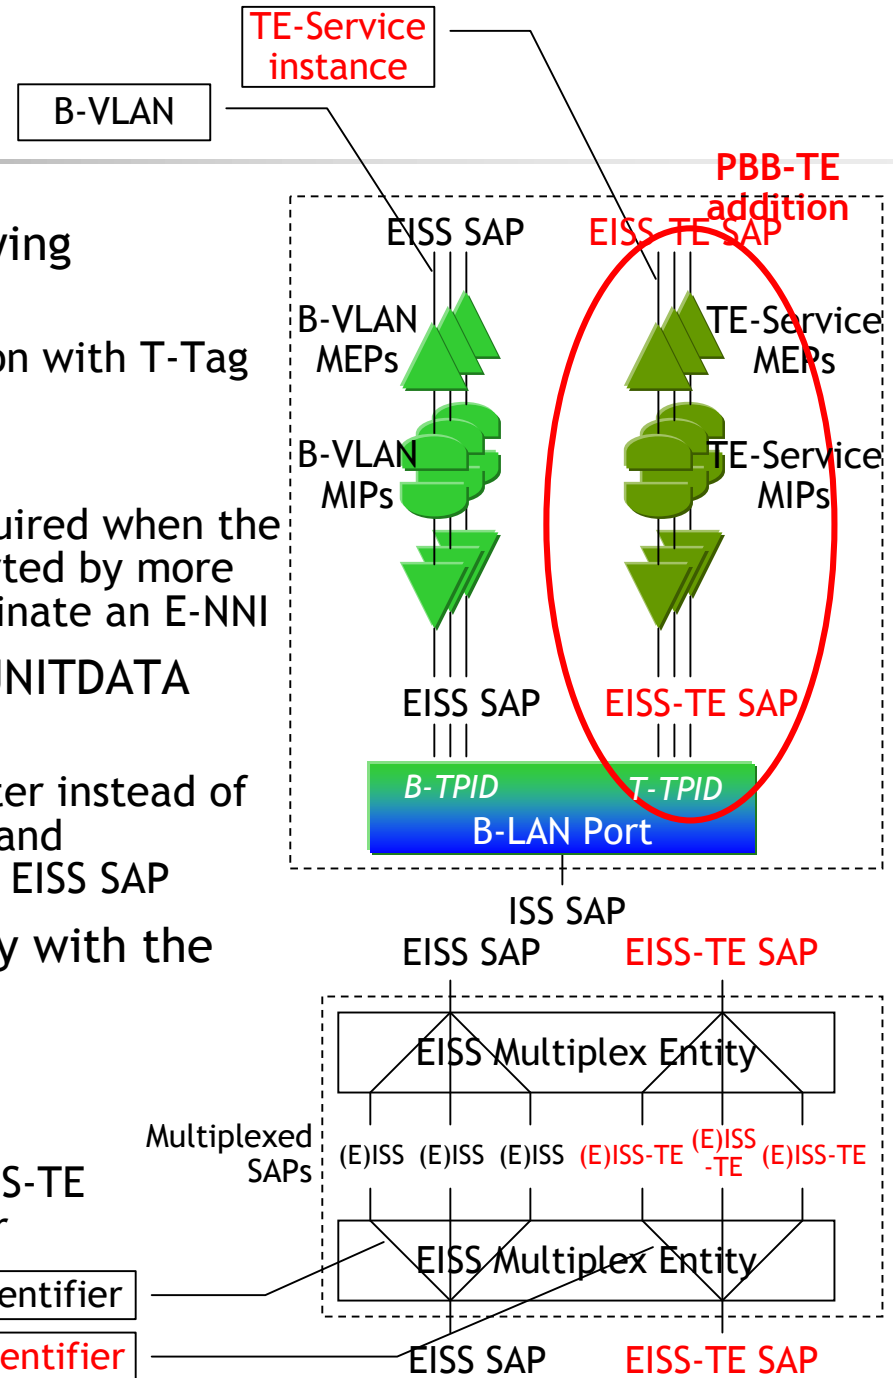 TE-Service
instance
B-VLAN
PBB-TE
addition
EISS SAP
EISS-TE SAP
ving
B-VLAN
MEPs
TE-Service
MEPs
on with T-Tag
B-VLAN
MIPs
TE-Service
MIPs
uired when the
rted by more
inate an E-NNI
UNITDATA
EISS SAP
EISS-TE SAP
ter instead of
and
EISS SAP
B-TPID
T-TPID
B-LAN Port
ISS SAP
y with the
EISS SAP
EISS-TE SAP
EISS Multiplex Entity
Multiplexed
SAPs
(E)ISS
(E)ISS
(E)ISS
(E)ISS-TE
(E)ISS
-TE
(E)ISS-TE
S-TE
r
EISS Multiplex Entity
entifier
entifier
EISS SAP
EISS-TE SAP